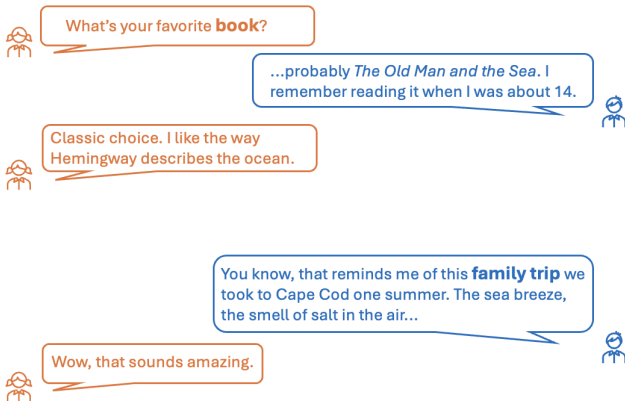 What's your favorite book?
...probably The Old Man and the Sea. I
remember reading it when I was about 14.
Classic choice. I like the way
Hemingway describes the ocean.
You know, that reminds me of this family trip we
took to Cape Cod one summer. The sea breeze,
the smell of salt in the air...
Wow, that sounds amazing.